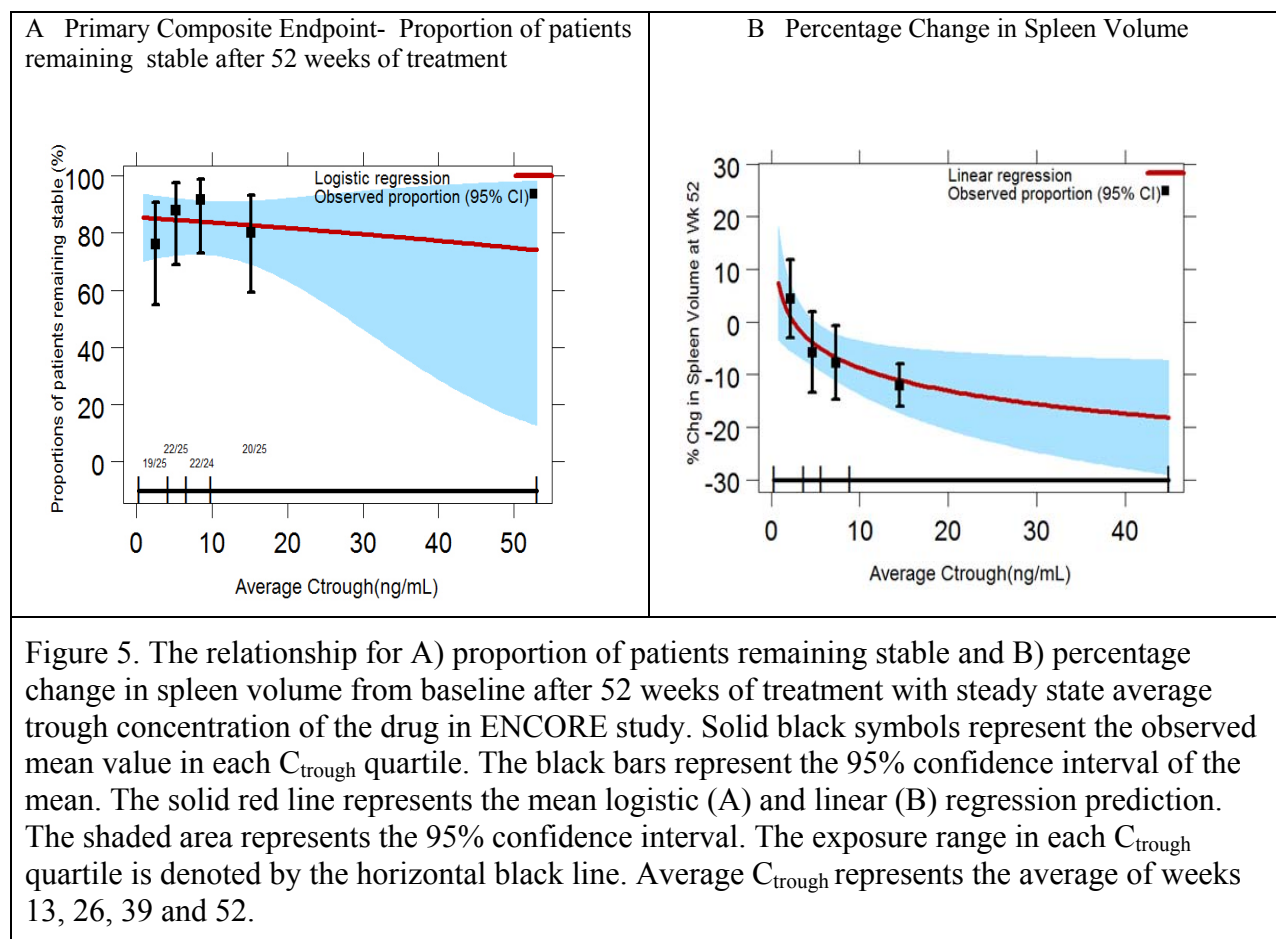 A Primary Composite Endpoint- Proportion of patients
remaining stable after 52 weeks of treatment
Proportions of patients remaining stable (%)
100
80
60
40
20
0
Logistic regression
Observed proportion (95% CI)
19/25
22/25
22/24
20/25
0 10 20 30 40 50
Average Ctrough(ng/mL)
B Percentage Change in Spleen Volume
% Chg in Spleen Volume at Wk 52
30
20
10
0
-10
-20
-30
Linear regression
Observed proportion (95% CI)
0 10 20 30 40
Average Ctrough(ng/mL)
Figure 5. The relationship for A) proportion of patients remaining stable and B) percentage
change in spleen volume from baseline after 52 weeks of treatment with steady state average
trough concentration of the drug in ENCORE study. Solid black symbols represent the observed
mean value in each Ctrough quartile. The black bars represent the 95% confidence interval of the
mean. The solid red line represents the mean logistic (A) and linear (B) regression prediction.
The shaded area represents the 95% confidence interval. The exposure range in each Ctrough
quartile is denoted by the horizontal black line. Average Ctrough represents the average of weeks
13, 26, 39 and 52.